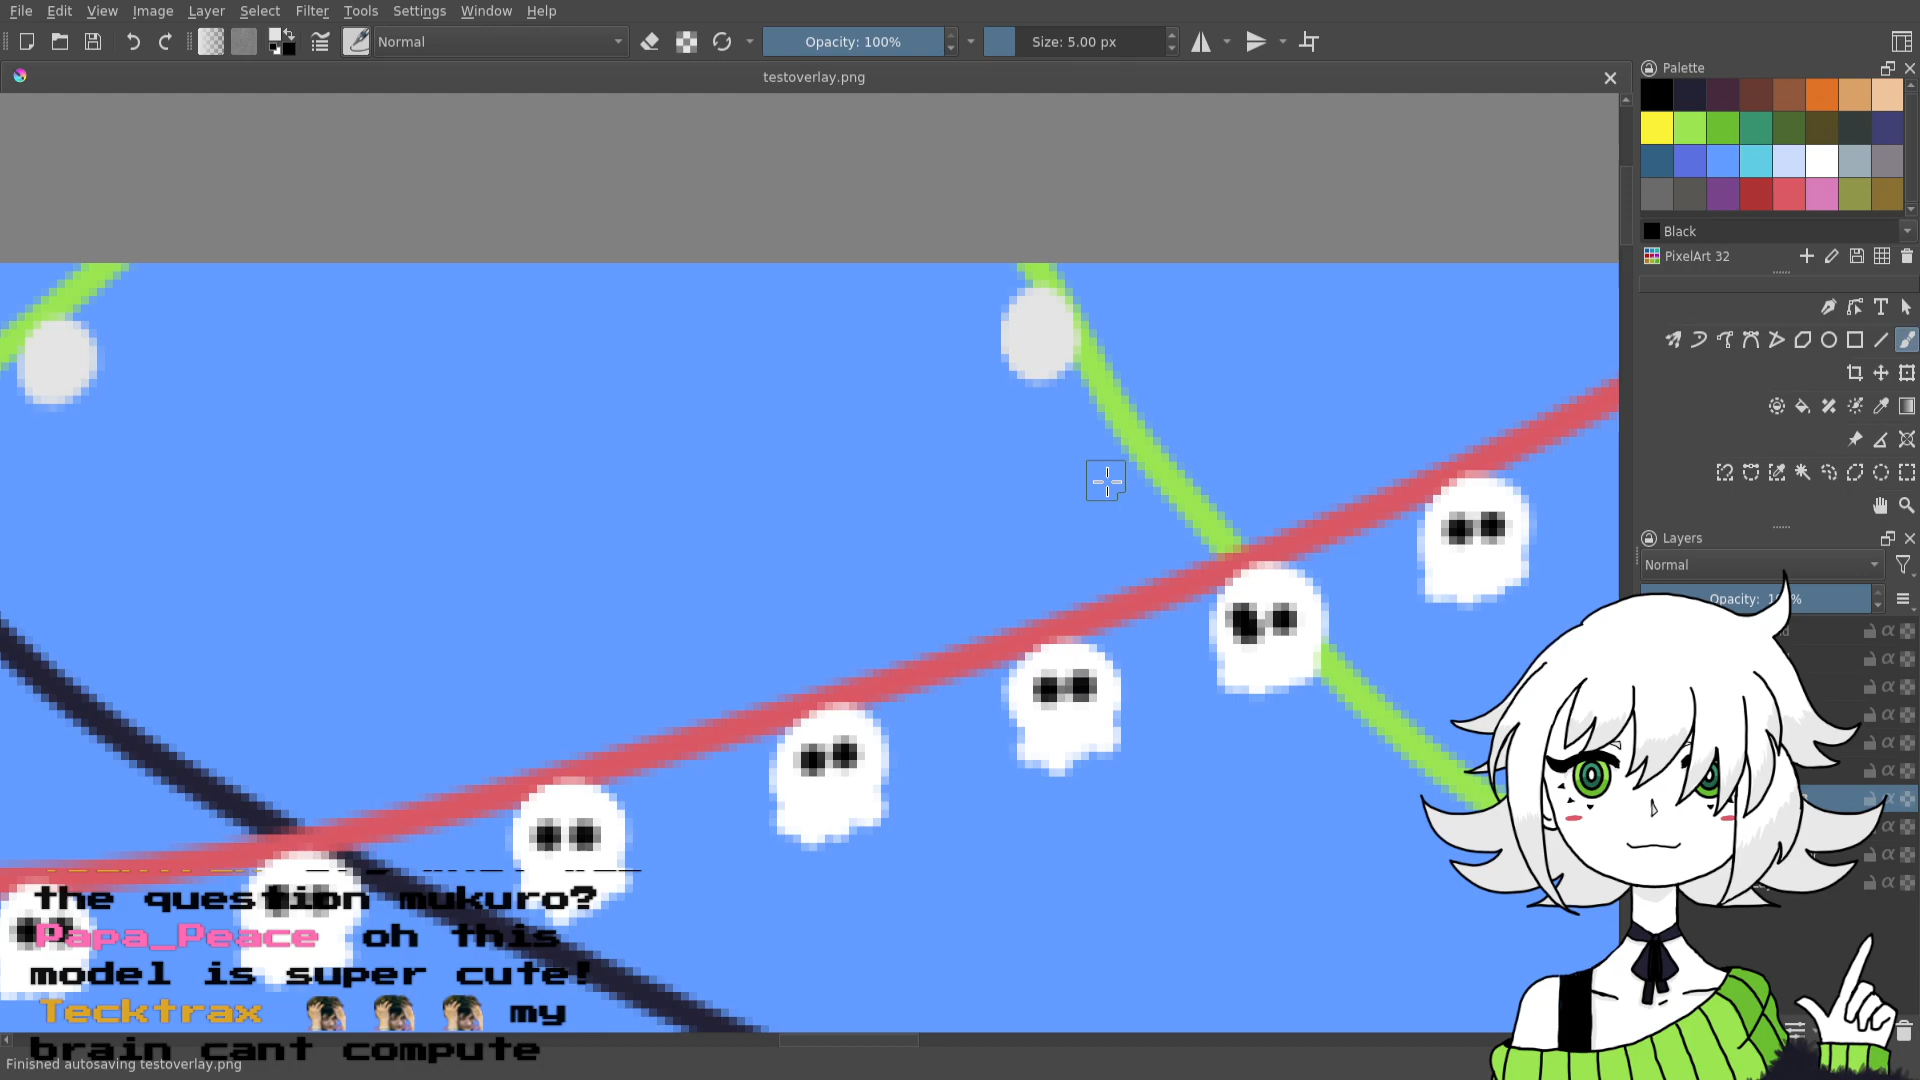 File Edit View Image Layer Select Filter Tools Settings Window Help
Normal
Opacity: 100%
Size: 5.00 px
testoverlay.png
Palette
Black
PixelArt 32
Layers
Normal
Opacity:
the question mukuro?
Papa_Peace oh this
model is super cute!
Tecktrax my
brain cant compute
Finished autosaving testoverlay.png